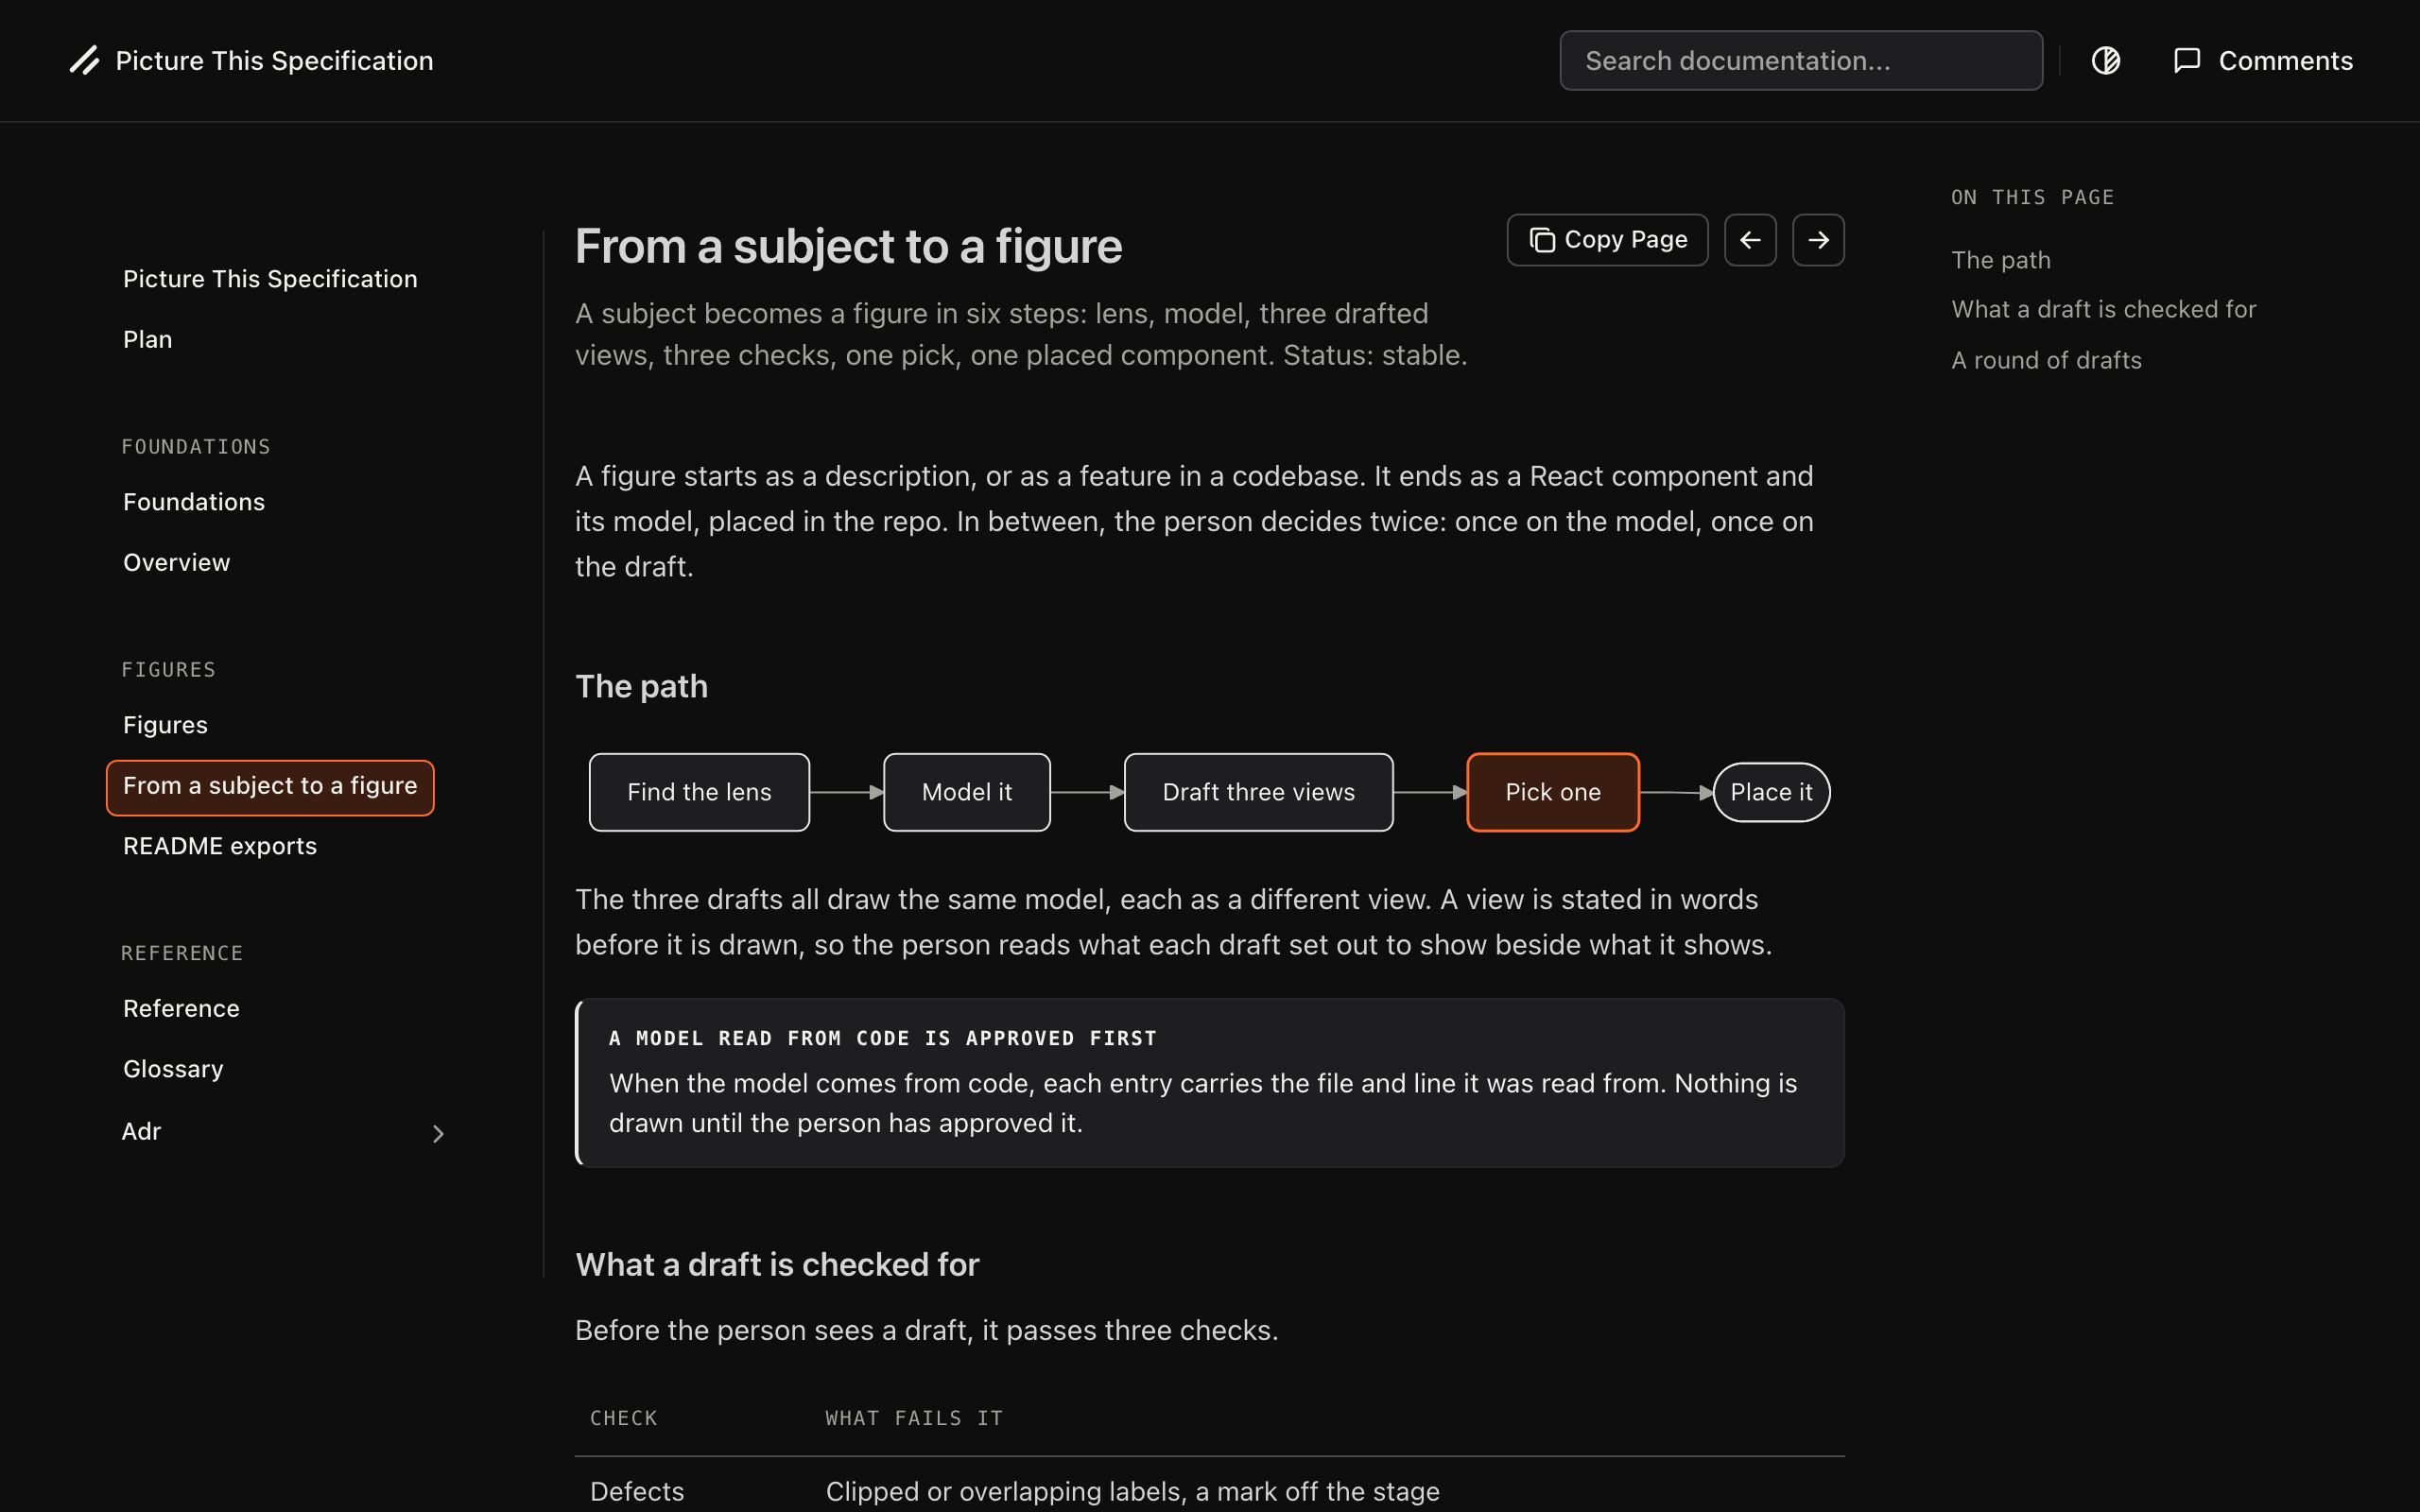 Picture This Specification
Search documentation...
Comments
Picture This Specification
Plan
FOUNDATIONS
Foundations
Overview
FIGURES
Figures
From a subject to a figure
README exports
REFERENCE
Reference
Glossary
Adr
From a subject to a figure
Copy Page
A subject becomes a figure in six steps: lens, model, three drafted
views, three checks, one pick, one placed component. Status: stable.
A figure starts as a description, or as a feature in a codebase. It ends as a React component and
its model, placed in the repo. In between, the person decides twice: once on the model, once on
the draft.
The path
Find the lens
Model it
Draft three views
Pick one
Place it
The three drafts all draw the same model, each as a different view. A view is stated in words
before it is drawn, so the person reads what each draft set out to show beside what it shows.
A MODEL READ FROM CODE IS APPROVED FIRST
When the model comes from code, each entry carries the file and line it was read from. Nothing is
drawn until the person has approved it.
What a draft is checked for
Before the person sees a draft, it passes three checks.
CHECK WHAT FAILS IT
Defects Clipped or overlapping labels, a mark off the stage
ON THIS PAGE
The path
What a draft is checked for
A round of drafts